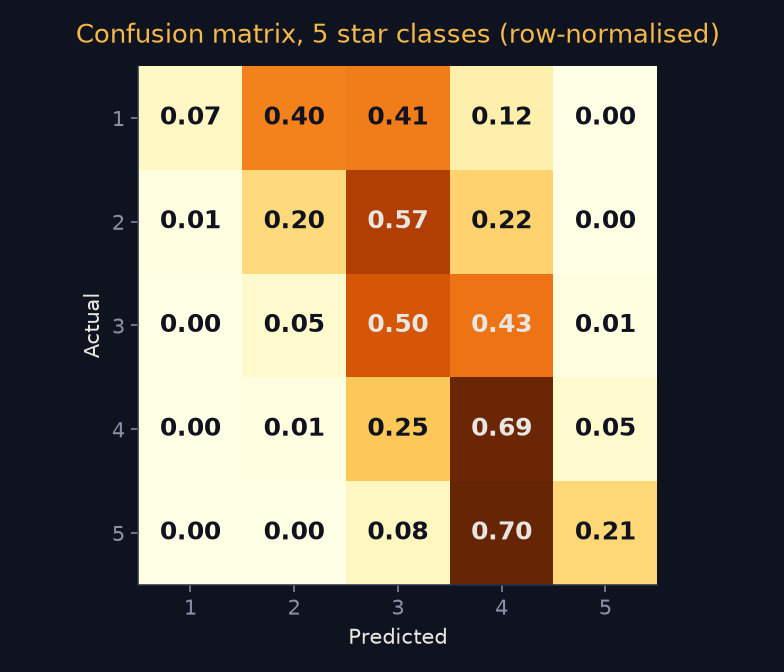 Confusion matrix, 5 star classes (row-normalised)
1 0.07 0.40 0.41 0.12 0.00
2 0.01 0.20 0.57 0.22 0.00
Actual
3 0.00 0.05 0.50 0.43 0.01
4 0.00 0.01 0.25 0.69 0.05
5 0.00 0.00 0.08 0.70 0.21
1 2 3 4 5
Predicted